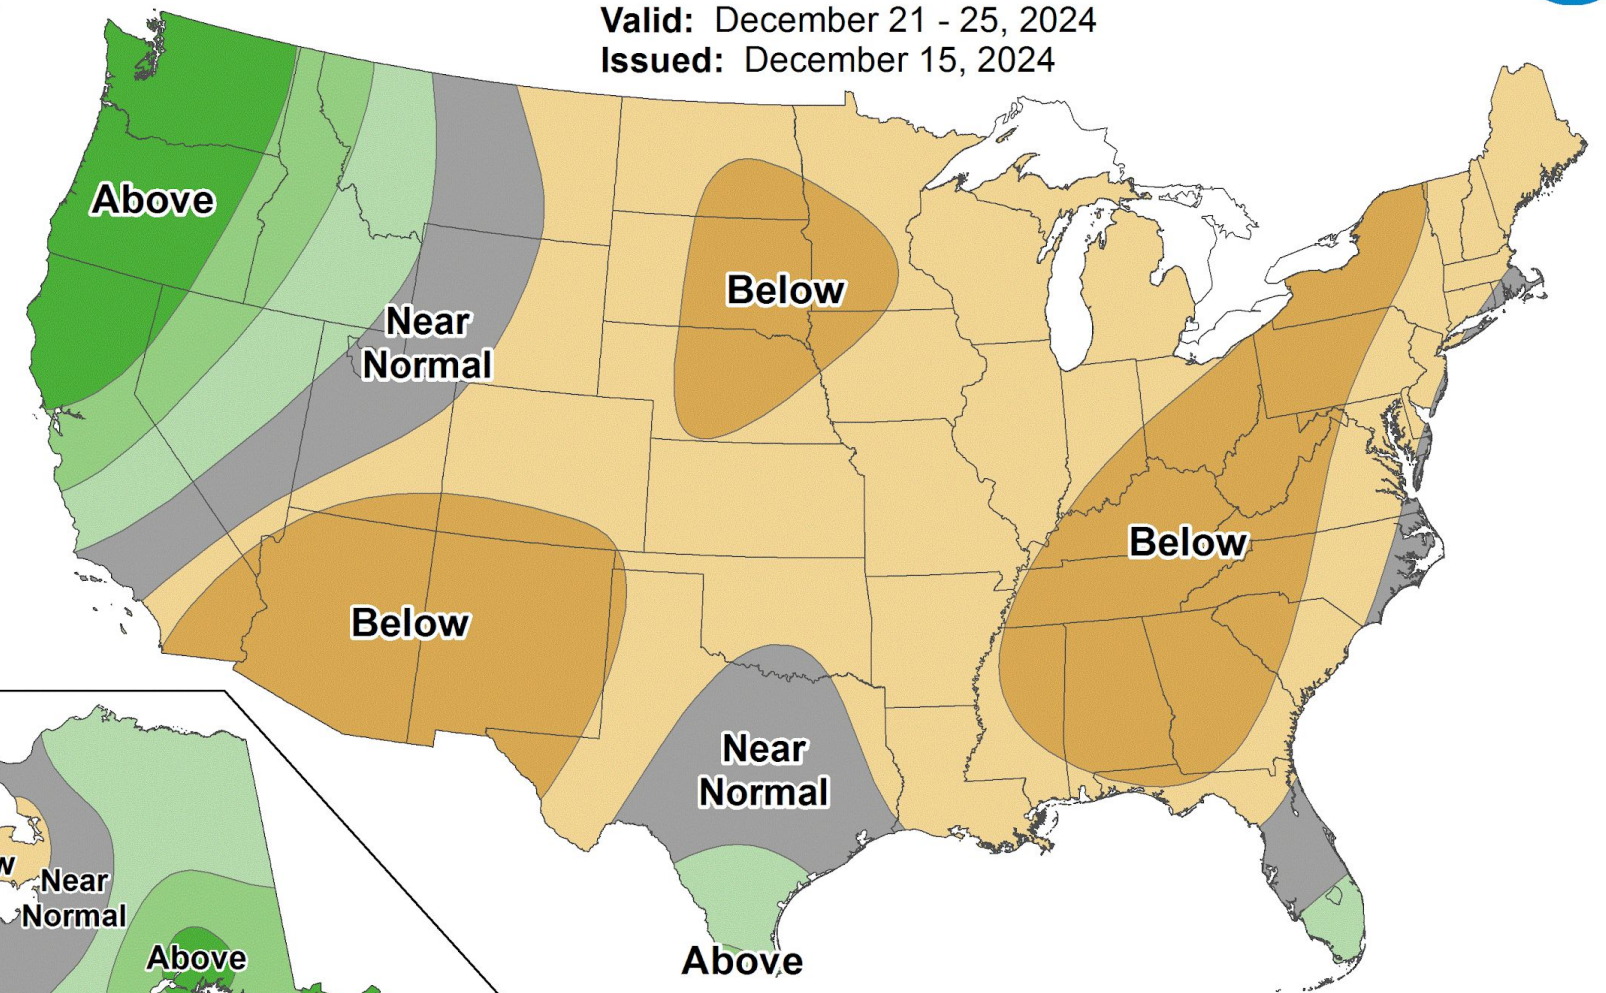 Valid: December 21 - 25, 2024
Issued: December 15, 2024
Above
Below
Near
Normal
Below
Below
Near
Normal
Above
w
Near
Normal
Above